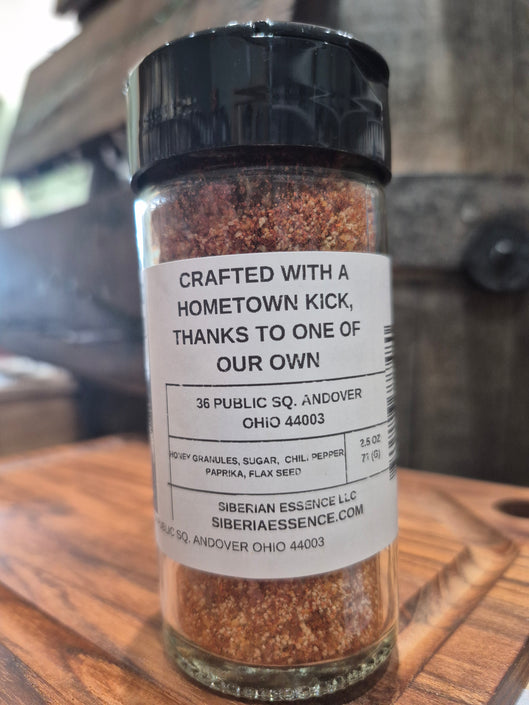 CRAFTED WITH A
HOMETOWN KICK,
THANKS TO ONE OF
OUR OWN
36 PUBLIC SQ. ANDOVER
OHIO 44003
HONEY GRANULES, SUGAR, CHILI PEPPER
PAPRIKA, FLAX SEED
2.5 OZ
71 (G)
SIBERIAN ESSENCE LLC
SIBERIAESSENCE.COM
PUBLIC SQ. ANDOVER OHIO 44003